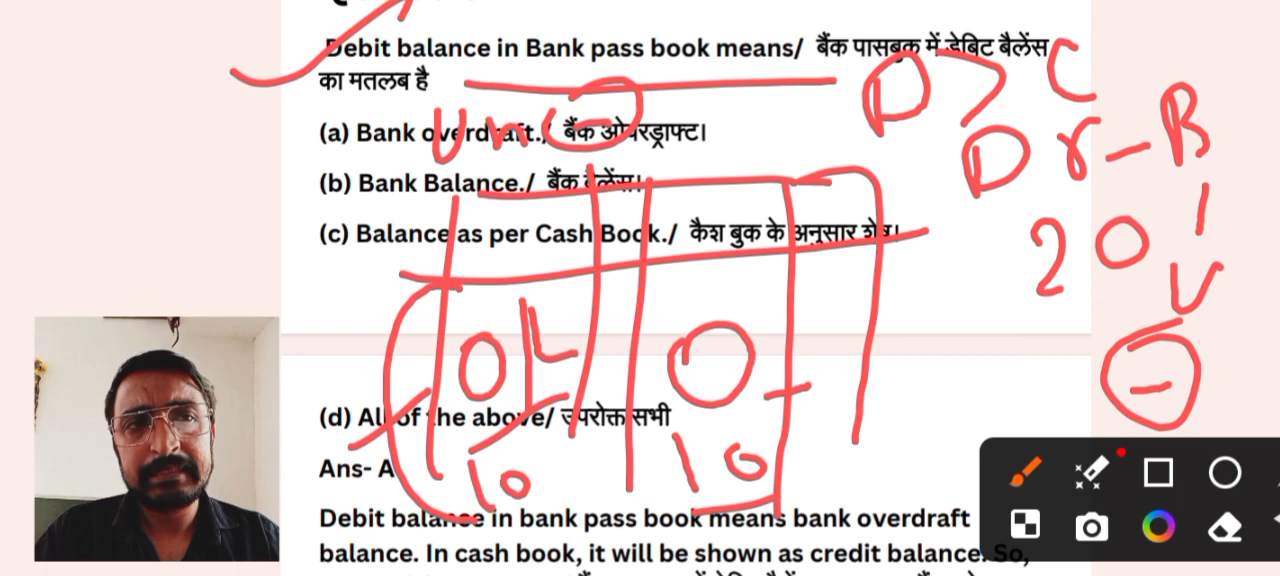 Debit balance in Bank pass book means/ बैंक पासबुक में डेबिट बैलेंस
का मतलब है
(a) Bank overdraft./ बैंक ओवरड्राफ्ट।
(b) Bank Balance./ बैंक बैलेंस।
(c) Balance as per Cash Book./ कैश बुक के अनुसार शेष।
D > C
Dr - B
20
10
10
(d) All of the above/ उपरोक्त सभी
Ans- A
Debit balance in bank pass book means bank overdraft
balance. In cash book, it will be shown as credit balance. So,